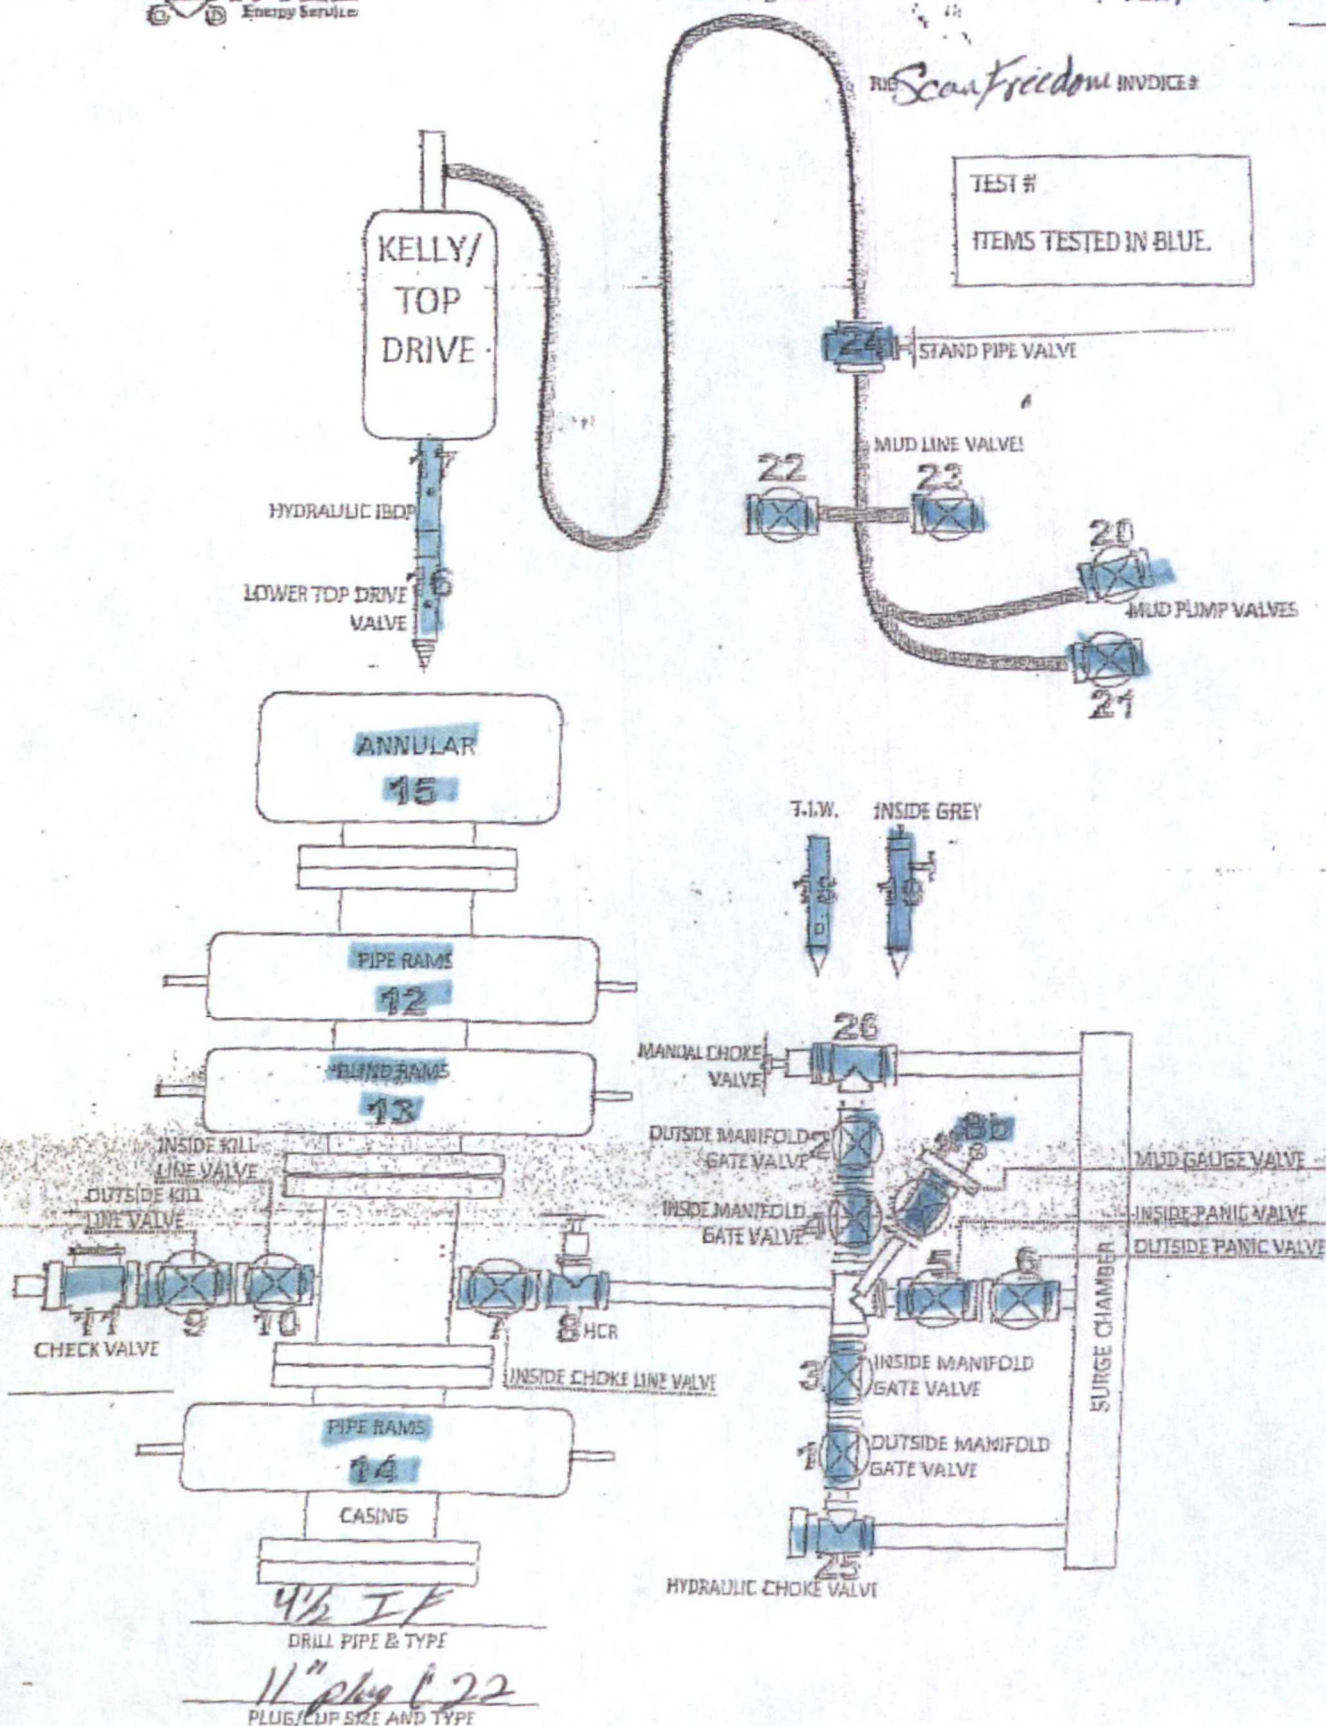 Energy Service
RIG Scan Freedom INVOICE#
TEST #
ITEMS TESTED IN BLUE.
KELLY/
TOP
DRIVE
24
STAND PIPE VALVE
MUD LINE VALVES
22
23
17
HYDRAULIC IBOP
20
16
LOWER TOP DRIVE
VALVE
MUD PUMP VALVES
21
ANNULAR
15
T.I.W.
INSIDE GREY
18
19
PIPE RAMS
12
26
MANUAL CHOKE
VALVE
BLIND RAMS
13
OUTSIDE MANIFOLD
GATE VALVE
2
8b
INSIDE KILL
LINE VALVE
MUD GAUGE VALVE
OUTSIDE KILL
LINE VALVE
INSIDE MANIFOLD
GATE VALVE
4
INSIDE PANIC VALVE
OUTSIDE PANIC VALVE
5
6
11
9
10
7
8 HCR
CHECK VALVE
INSIDE CHOKE LINE VALVE
3
INSIDE MANIFOLD
GATE VALVE
SURGE CHAMBER
PIPE RAMS
14
1
OUTSIDE MANIFOLD
GATE VALVE
CASING
25
HYDRAULIC CHOKE VALVE
4 1/2 IF
DRILL PIPE & TYPE
11" plug C 22
PLUG/CUP SIZE AND TYPE